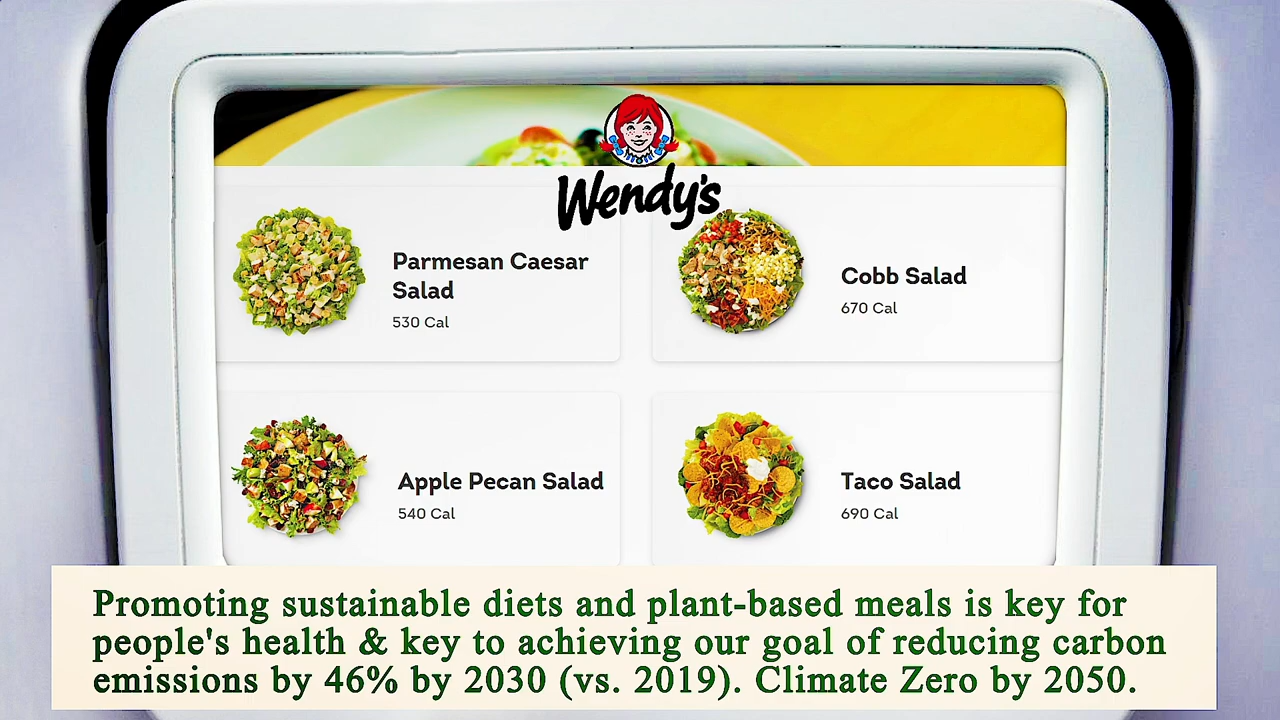 Wendy's
Parmesan Caesar
Salad
530 Cal
Cobb Salad
670 Cal
Apple Pecan Salad
540 Cal
Taco Salad
690 Cal
Promoting sustainable diets and plant-based meals is key for
people's health & key to achieving our goal of reducing carbon
emissions by 46% by 2030 (vs. 2019). Climate Zero by 2050.